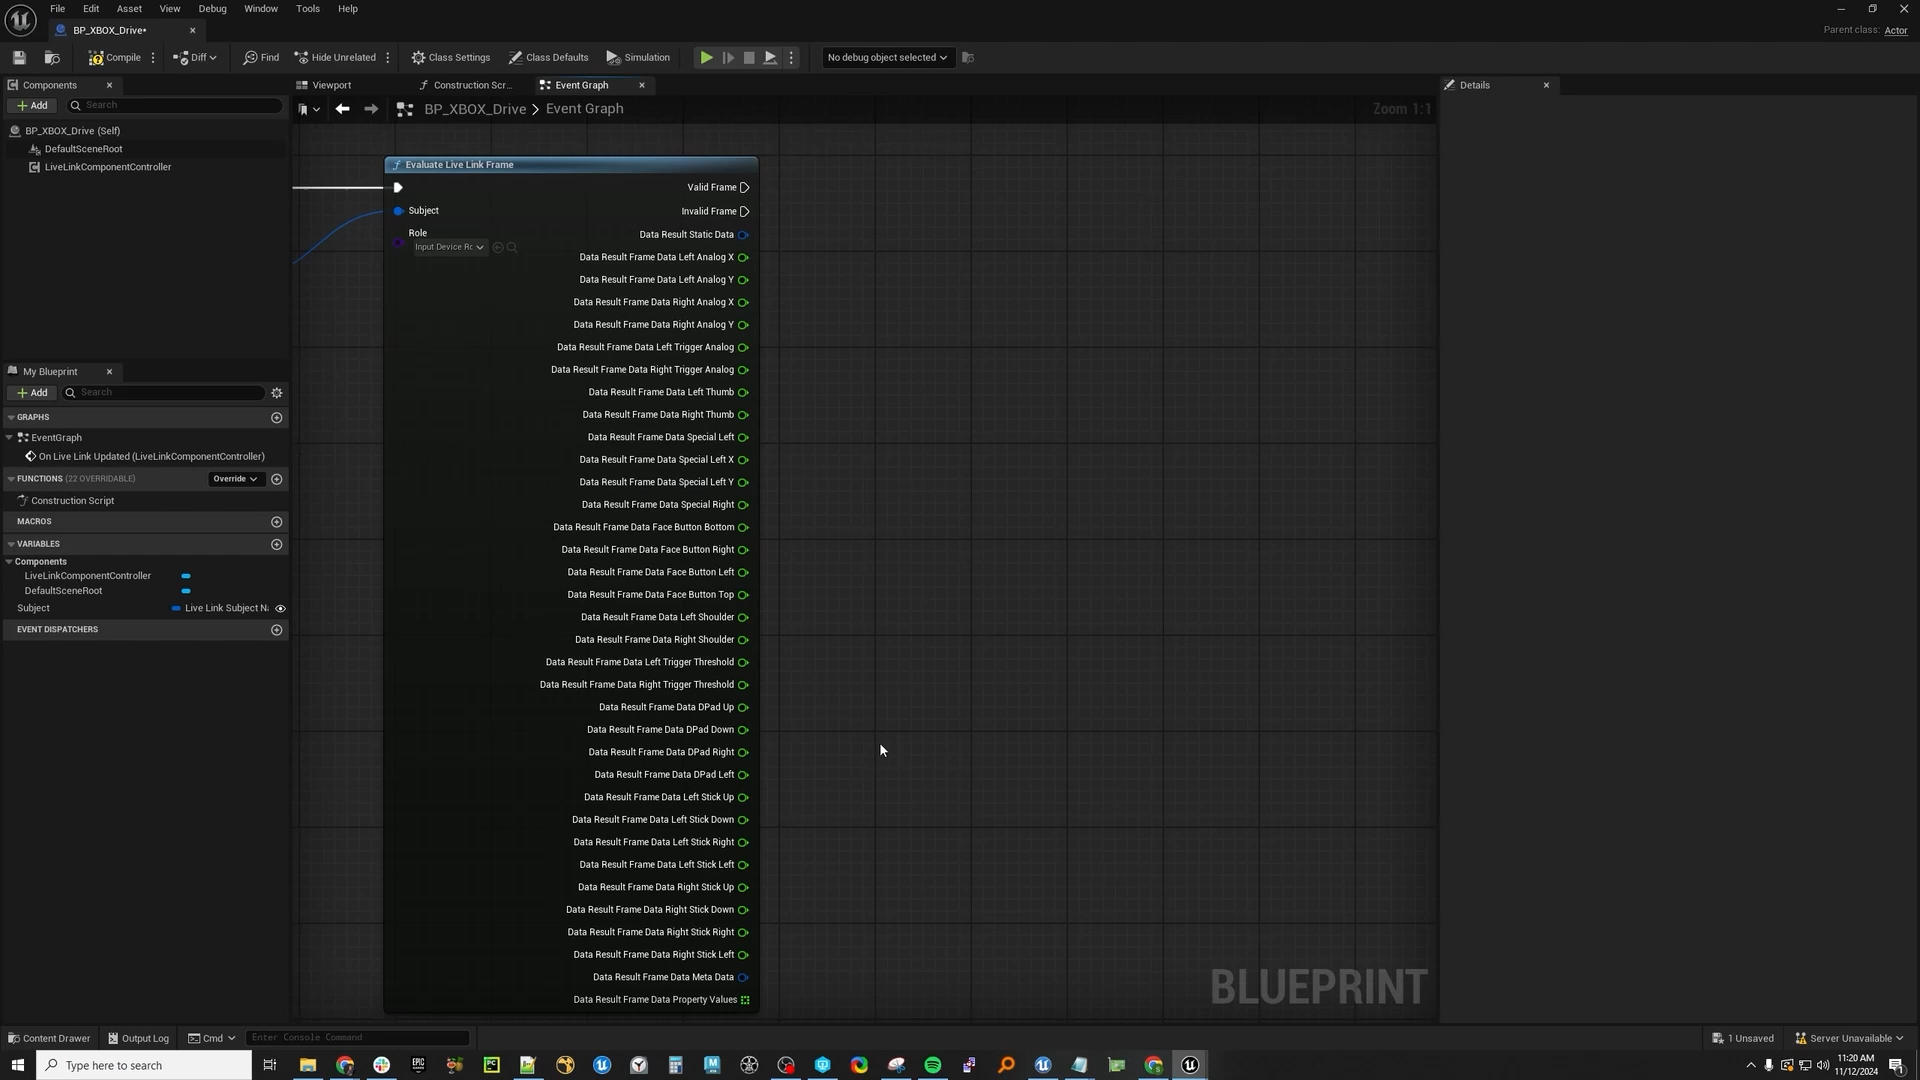 File Edit Asset View Debug Window Tools Help
BP_XBOX_Drive•
Parent class: Actor
Compile Diff Find Hide Unrelated Class Settings Class Defaults Simulation No debug object selected
Components Viewport Construction Scr... Event Graph Details
Add Search
BP_XBOX_Drive > Event Graph Zoom 1:1
BP_XBOX_Drive (Self)
DefaultSceneRoot
LiveLinkComponentController
My Blueprint
Add Search
GRAPHS
EventGraph
On Live Link Updated (LiveLinkComponentController)
FUNCTIONS (22 OVERRIDABLE) Override
Construction Script
MACROS
VARIABLES
Components
LiveLinkComponentController
DefaultSceneRoot
Subject Live Link Subject Na
EVENT DISPATCHERS
Evaluate Live Link Frame
Valid Frame
Subject Invalid Frame
Role Data Result Static Data
Input Device Rc
Data Result Frame Data Left Analog X
Data Result Frame Data Left Analog Y
Data Result Frame Data Right Analog X
Data Result Frame Data Right Analog Y
Data Result Frame Data Left Trigger Analog
Data Result Frame Data Right Trigger Analog
Data Result Frame Data Left Thumb
Data Result Frame Data Right Thumb
Data Result Frame Data Special Left
Data Result Frame Data Special Left X
Data Result Frame Data Special Left Y
Data Result Frame Data Special Right
Data Result Frame Data Face Button Bottom
Data Result Frame Data Face Button Right
Data Result Frame Data Face Button Left
Data Result Frame Data Face Button Top
Data Result Frame Data Left Shoulder
Data Result Frame Data Right Shoulder
Data Result Frame Data Left Trigger Threshold
Data Result Frame Data Right Trigger Threshold
Data Result Frame Data DPad Up
Data Result Frame Data DPad Down
Data Result Frame Data DPad Right
Data Result Frame Data DPad Left
Data Result Frame Data Left Stick Up
Data Result Frame Data Left Stick Down
Data Result Frame Data Left Stick Right
Data Result Frame Data Left Stick Left
Data Result Frame Data Right Stick Up
Data Result Frame Data Right Stick Down
Data Result Frame Data Right Stick Right
Data Result Frame Data Right Stick Left
Data Result Frame Data Meta Data
Data Result Frame Data Property Values
BLUEPRINT
Content Drawer Output Log Cmd Enter Console Command 1 Unsaved Server Unavailable
Type here to search
EPIC
PC
11:20 AM
11/12/2024